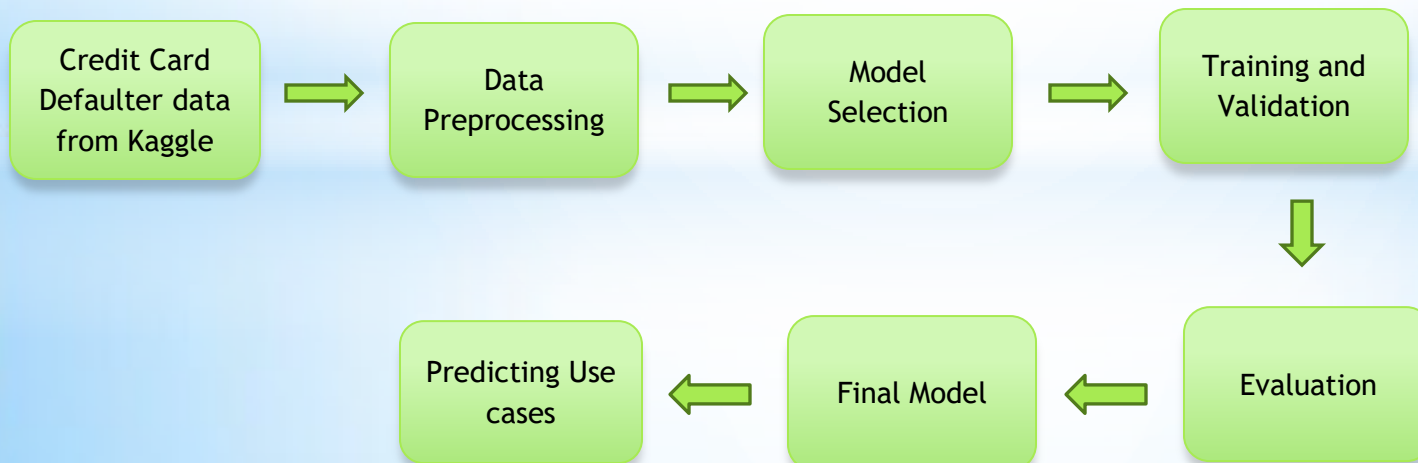 Credit Card
Defaulter data
from Kaggle
Data
Preprocessing
Model
Selection
Training and
Validation
Evaluation
Final Model
Predicting Use
cases